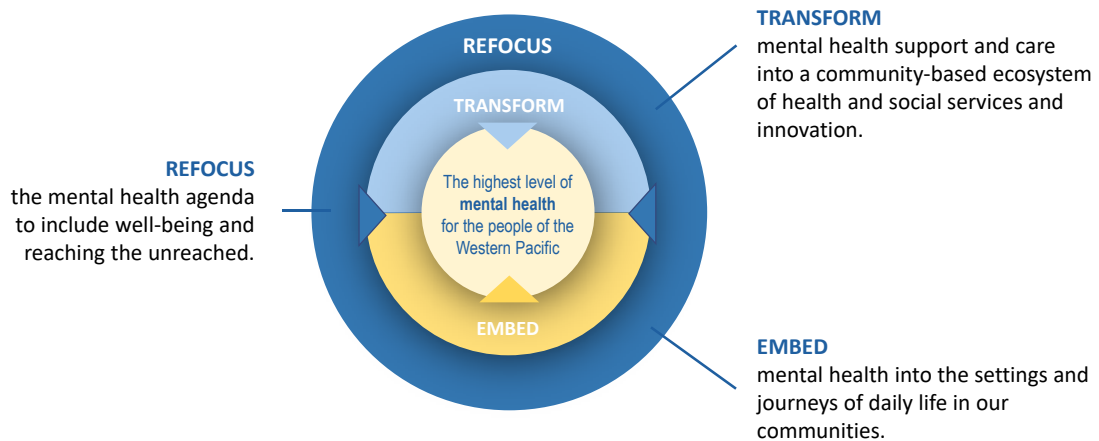 REFOCUS
TRANSFORM
The highest level of
mental health
for the people of the
Western Pacific
EMBED
REFOCUS
the mental health agenda
to include well-being and
reaching the unreached.
TRANSFORM
mental health support and care
into a community-based ecosystem
of health and social services and
innovation.
EMBED
mental health into the settings and
journeys of daily life in our
communities.